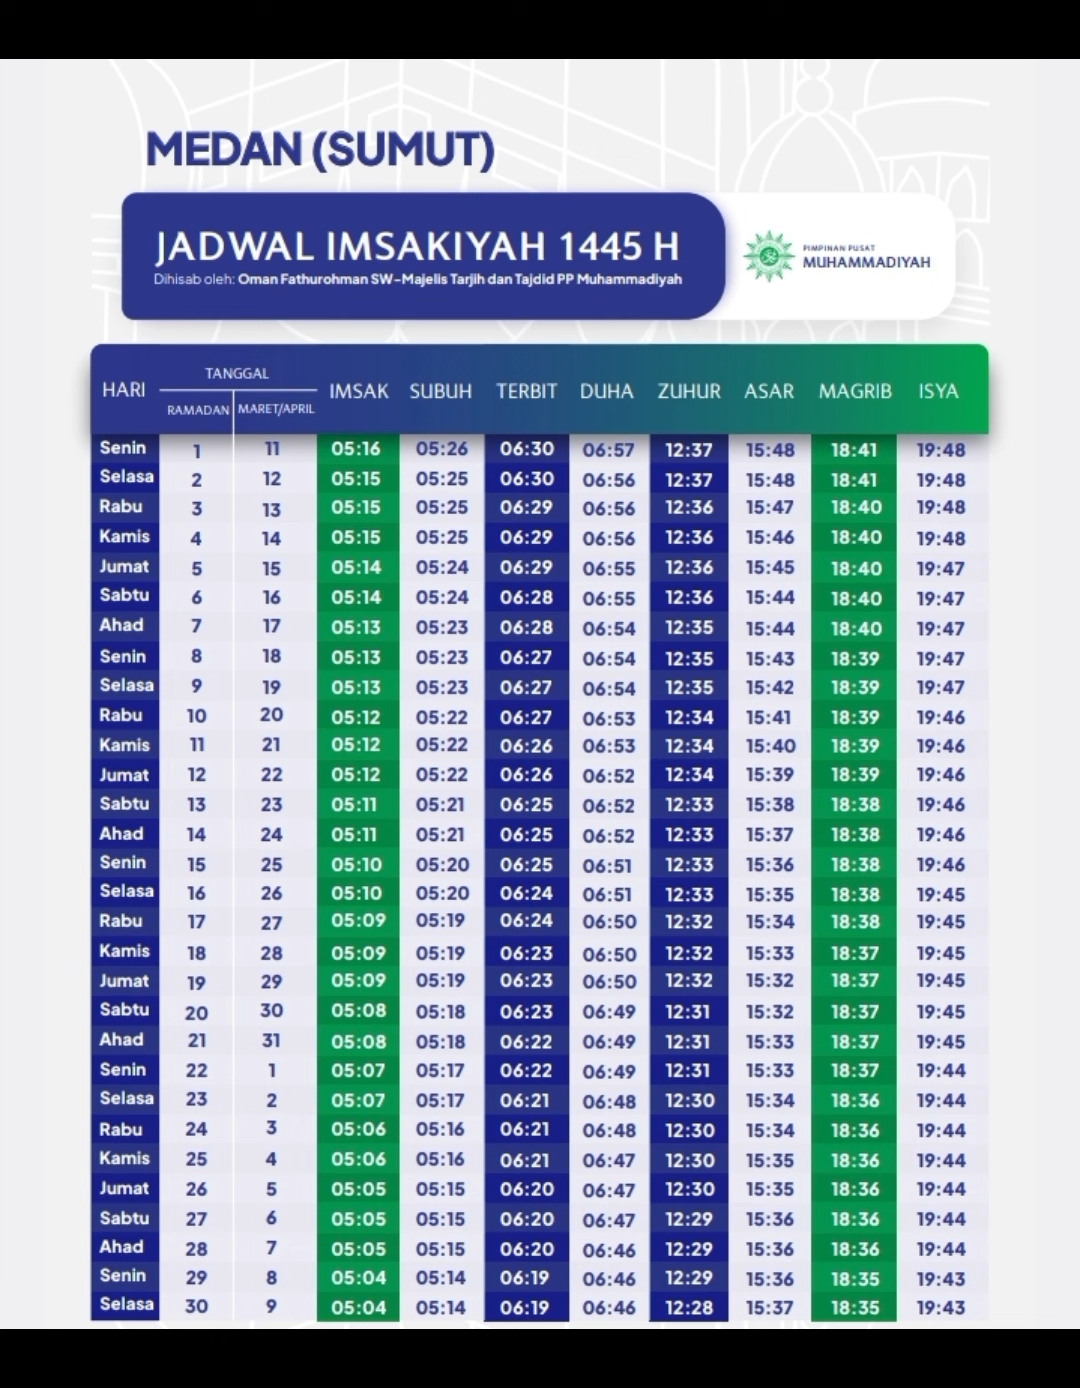 MEDAN (SUMUT)
JADWAL IMSAKIYAH 1445 H
Dihisab oleh: Oman Fathurohman SW-Majelis Tarjih dan Tajdid PP Muhammadiyah
PIMPINAN PUSAT
MUHAMMADIYAH
HARI TANGGAL IMSAK SUBUH TERBIT DUHA ZUHUR ASAR MAGRIB ISYA
RAMADAN MARET/APRIL
Senin 1 11 05:16 05:26 06:30 06:57 12:37 15:48 18:41 19:48
Selasa 2 12 05:15 05:25 06:30 06:56 12:37 15:48 18:41 19:48
Rabu 3 13 05:15 05:25 06:29 06:56 12:36 15:47 18:40 19:48
Kamis 4 14 05:15 05:25 06:29 06:56 12:36 15:46 18:40 19:48
Jumat 5 15 05:14 05:24 06:29 06:55 12:36 15:45 18:40 19:47
Sabtu 6 16 05:14 05:24 06:28 06:55 12:36 15:44 18:40 19:47
Ahad 7 17 05:13 05:23 06:28 06:54 12:35 15:44 18:40 19:47
Senin 8 18 05:13 05:23 06:27 06:54 12:35 15:43 18:39 19:47
Selasa 9 19 05:13 05:23 06:27 06:54 12:35 15:42 18:39 19:47
Rabu 10 20 05:12 05:22 06:27 06:53 12:34 15:41 18:39 19:46
Kamis 11 21 05:12 05:22 06:26 06:53 12:34 15:40 18:39 19:46
Jumat 12 22 05:12 05:22 06:26 06:52 12:34 15:39 18:39 19:46
Sabtu 13 23 05:11 05:21 06:25 06:52 12:33 15:38 18:38 19:46
Ahad 14 24 05:11 05:21 06:25 06:52 12:33 15:37 18:38 19:46
Senin 15 25 05:10 05:20 06:25 06:51 12:33 15:36 18:38 19:46
Selasa 16 26 05:10 05:20 06:24 06:51 12:33 15:35 18:38 19:45
Rabu 17 27 05:09 05:19 06:24 06:50 12:32 15:34 18:38 19:45
Kamis 18 28 05:09 05:19 06:23 06:50 12:32 15:33 18:37 19:45
Jumat 19 29 05:09 05:19 06:23 06:50 12:32 15:32 18:37 19:45
Sabtu 20 30 05:08 05:18 06:23 06:49 12:31 15:32 18:37 19:45
Ahad 21 31 05:08 05:18 06:22 06:49 12:31 15:33 18:37 19:45
Senin 22 1 05:07 05:17 06:22 06:49 12:31 15:33 18:37 19:44
Selasa 23 2 05:07 05:17 06:21 06:48 12:30 15:34 18:36 19:44
Rabu 24 3 05:06 05:16 06:21 06:48 12:30 15:34 18:36 19:44
Kamis 25 4 05:06 05:16 06:21 06:47 12:30 15:35 18:36 19:44
Jumat 26 5 05:05 05:15 06:20 06:47 12:30 15:35 18:36 19:44
Sabtu 27 6 05:05 05:15 06:20 06:47 12:29 15:36 18:36 19:44
Ahad 28 7 05:05 05:15 06:20 06:46 12:29 15:36 18:36 19:44
Senin 29 8 05:04 05:14 06:19 06:46 12:29 15:36 18:35 19:43
Selasa 30 9 05:04 05:14 06:19 06:46 12:28 15:37 18:35 19:43